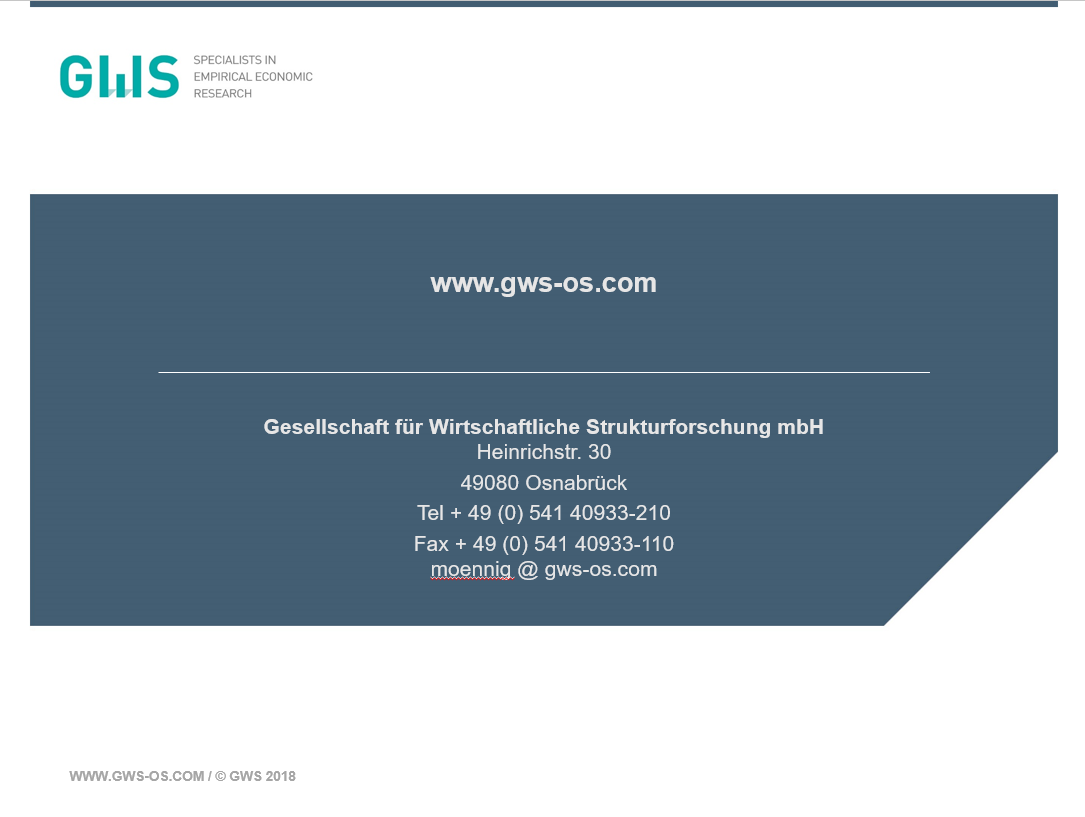 GWS
SPECIALISTS IN
EMPIRICAL ECONOMIC
RESEARCH
www.gws-os.com
Gesellschaft für Wirtschaftliche Strukturforschung mbH
Heinrichstr. 30
49080 Osnabrück
Tel + 49 (0) 541 40933-210
Fax + 49 (0) 541 40933-110
moennig @ gws-os.com
WWW.GWS-OS.COM / © GWS 2018